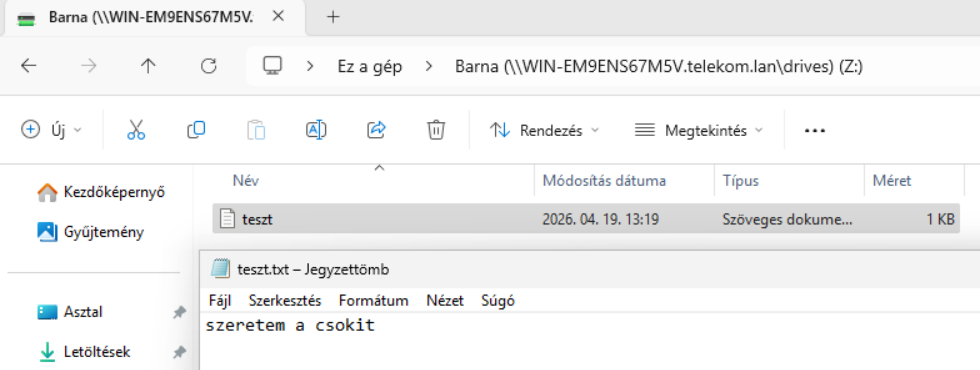 Barna (\\WIN-EM9ENS67M5V.
Ez a gép > Barna (\\WIN-EM9ENS67M5V.telekom.lan\drives) (Z:)
Új Rendezés Megtekintés
Név Módosítás dátuma Típus Méret
Kezdőképernyő
teszt 2026. 04. 19. 13:19 Szöveges dokume... 1 KB
Gyűjtemény
teszt.txt – Jegyzettömb
Fájl Szerkesztés Formátum Nézet Súgó
Asztal
szeretem a csokit
Letöltések